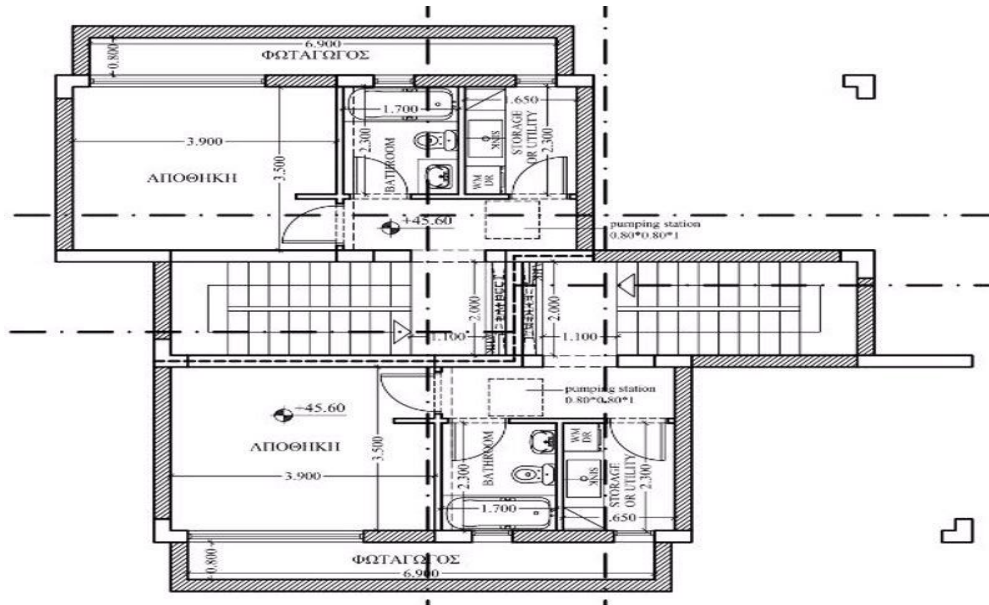 6.900
ΦΩΤΑΓΩΓΟΣ
0.800
1.700
1.650
3.900
3.500
2.300
BATHROOM
SINK
STORAGE
OR UTILITY
2.300
ΑΠΟΘΗΚΗ
WM
DR
+45.60
pumping station
0.80*0.80*1
2.000
2.000
1.100
1.100
pumping station
0.80*0.80*1
+45.60
ΑΠΟΘΗΚΗ
3.900
3.500
2.300
BATHROOM
WM
DR
SINK
STORAGE
OR UTILITY
2.300
1.700
1.650
ΦΩΤΑΓΩΓΟΣ
6.900
0.800